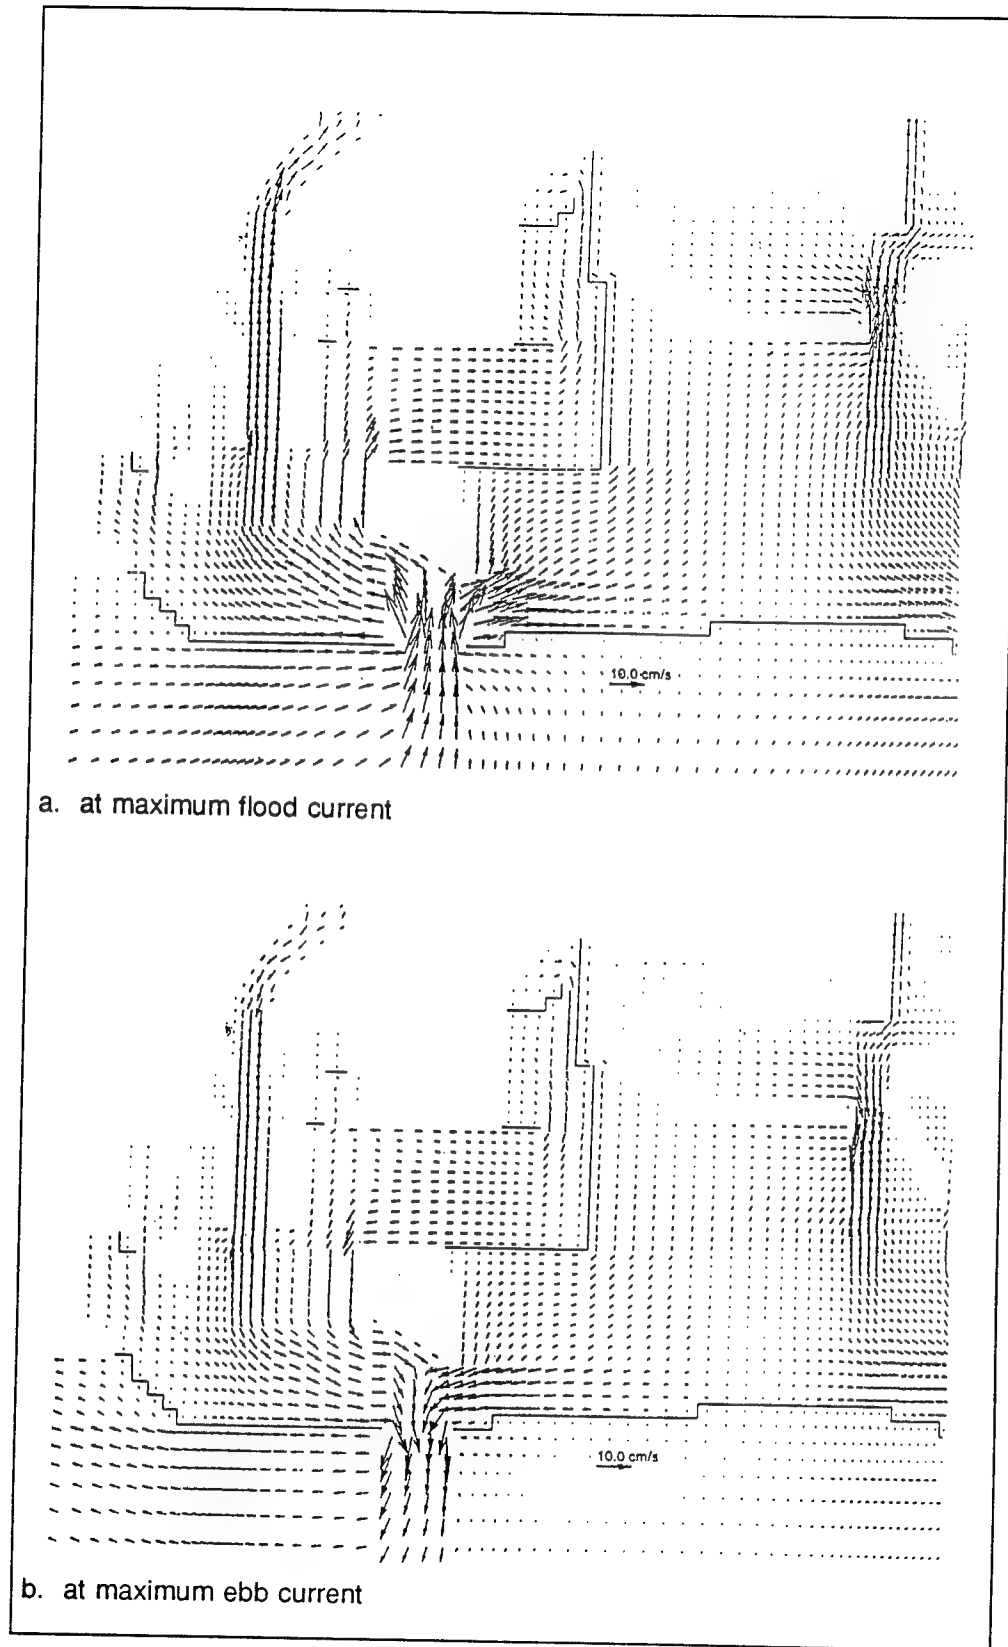 10.0 cm/s
a. at maximum flood current
10.0 cm/s
b. at maximum ebb current